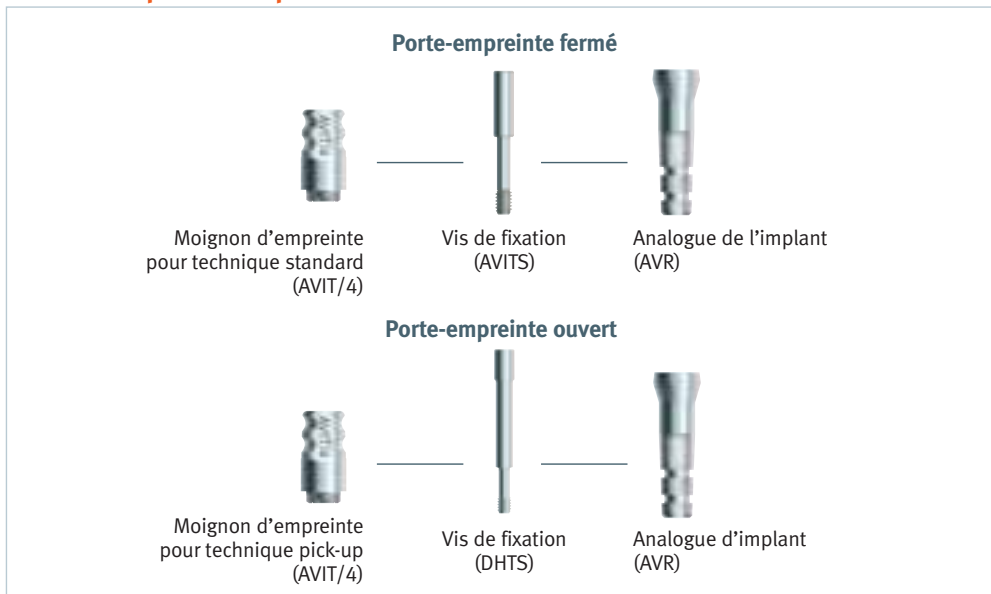 Porte-empreinte fermé
Moignon d’empreinte
pour technique standard
(AVIT/4)
Vis de fixation
(AVITS)
Analogue de l’implant
(AVR)
Porte-empreinte ouvert
Moignon d’empreinte
pour technique pick-up
(AVIT/4)
Vis de fixation
(DHTS)
Analogue d’implant
(AVR)